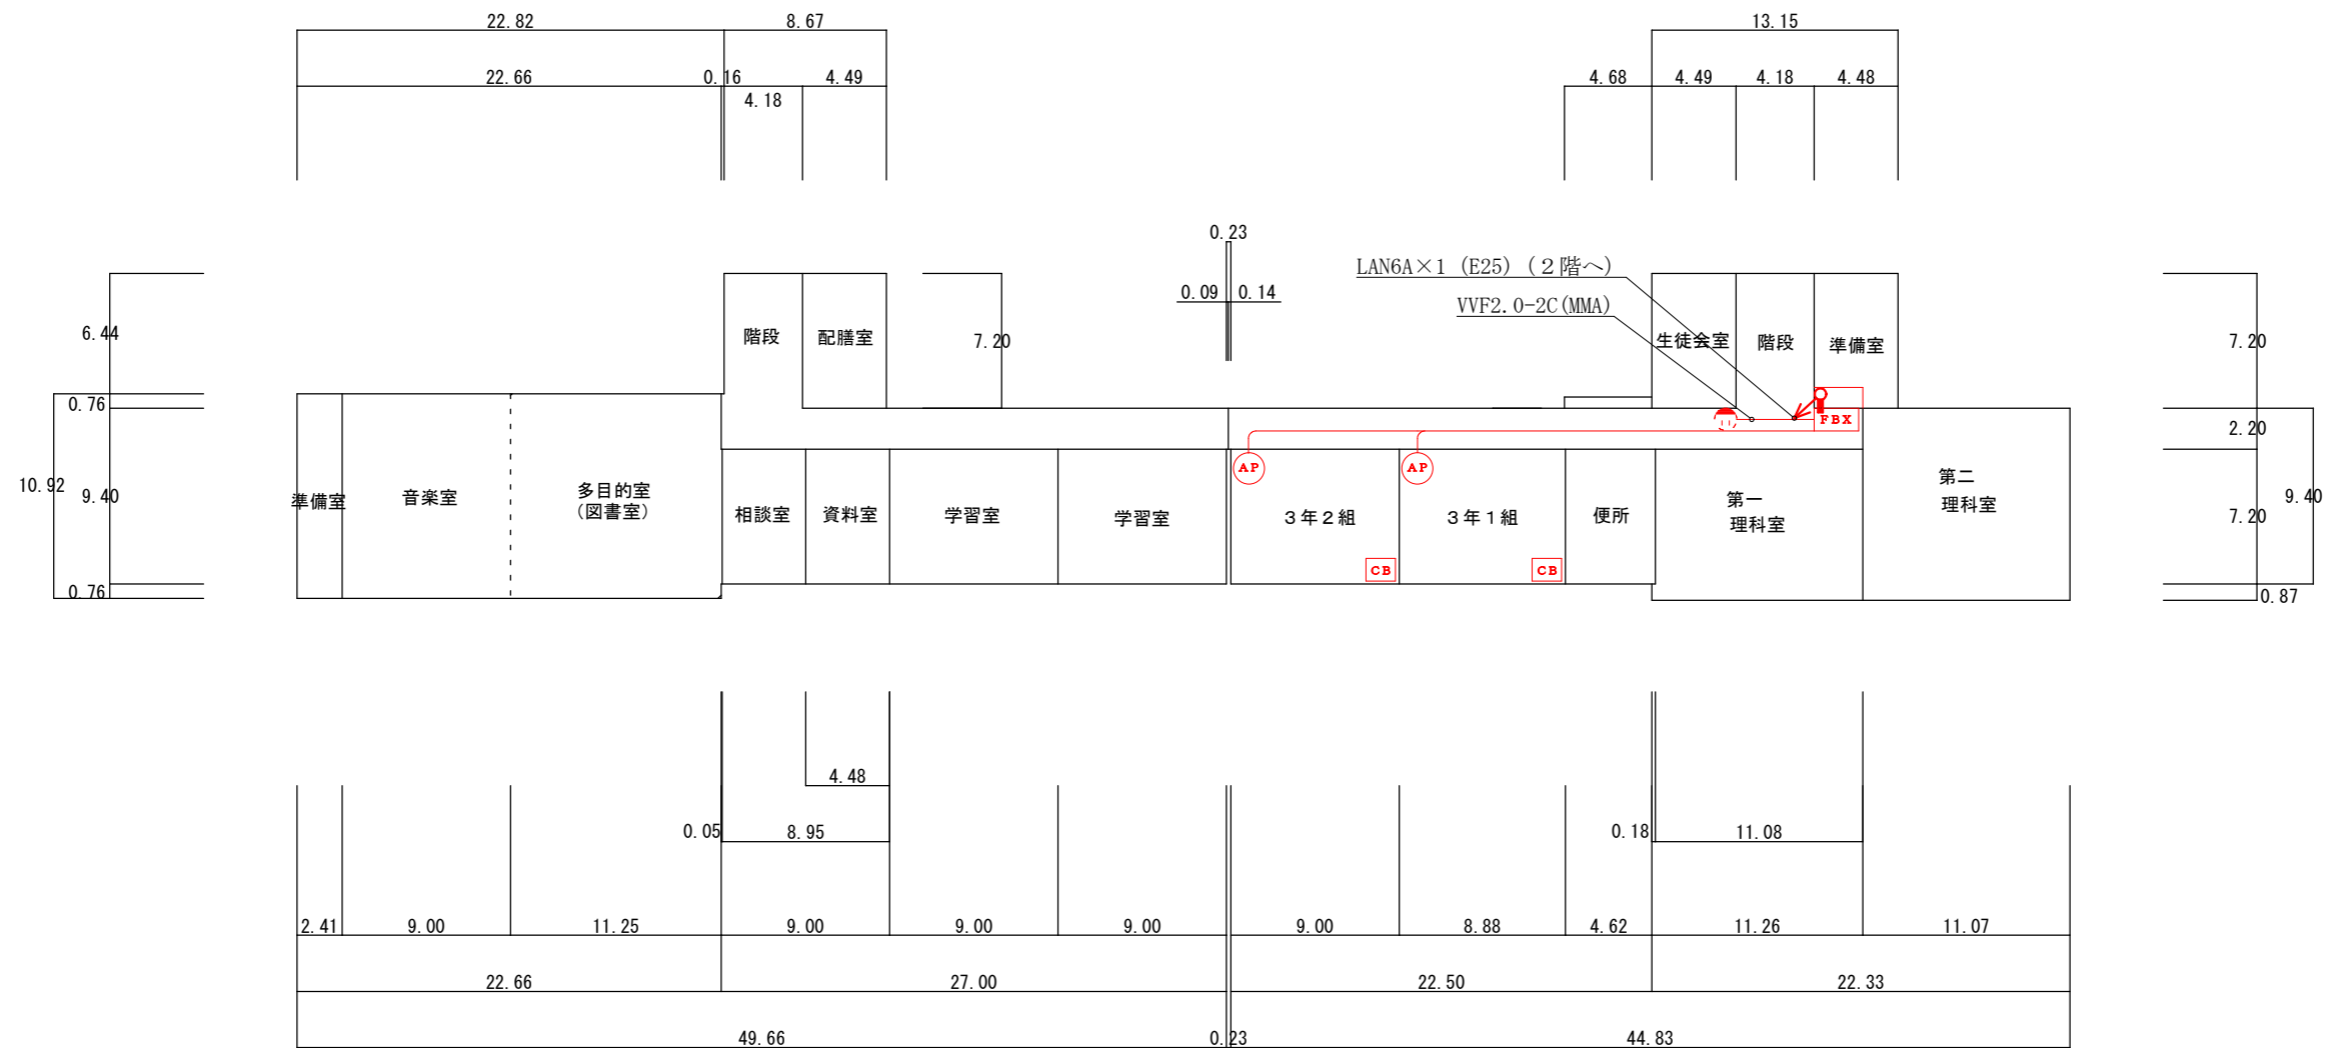 22.82
8.67
13.15
22.66
0.16
4.49
4.68
4.49
4.18
4.48
4.18
0.23
LAN6A×1 (E25) (２階へ)
0.09
0.14
VVF2.0-2C(MMA)
6.44
階段
配膳室
7.20
生徒会室
階段
準備室
7.20
0.76
FBX
2.20
10.92
9.40
準備室
音楽室
多目的室
(図書室)
相談室
資料室
学習室
学習室
AP
３年２組
AP
３年１組
便所
第一
理科室
第二
理科室
7.20
9.40
CB
CB
0.76
0.87
4.48
0.05
8.95
0.18
11.08
2.41
9.00
11.25
9.00
9.00
9.00
9.00
8.88
4.62
11.26
11.07
22.66
27.00
22.50
22.33
49.66
0.23
44.83